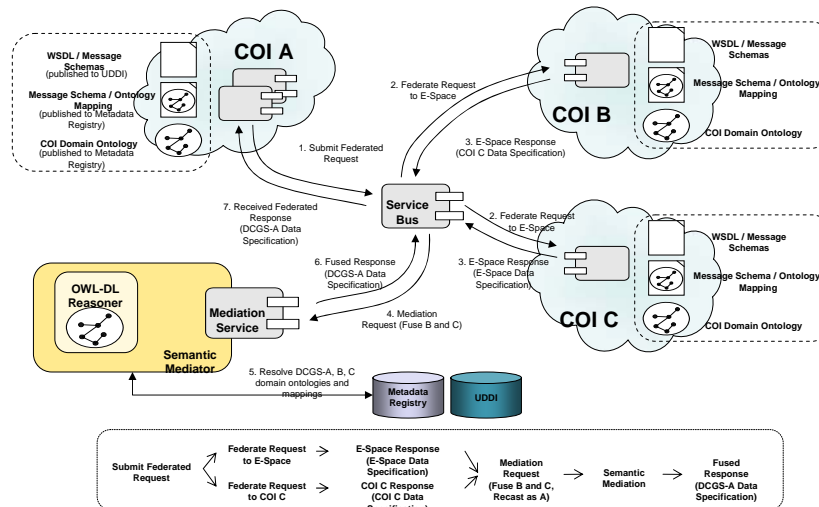 COI A
WSDL / Message
Schemas
(published to UDDI)
Message Schema / Ontology
Mapping
(published to Metadata
Registry)
COI Domain Ontology
(published to Metadata
Registry)
1. Submit Federated
Request
2. Federate Request
to E-Space
3. E-Space Response
(COI C Data Specification)
COI B
WSDL / Message
Schemas
Message Schema / Ontology
Mapping
COI Domain Ontology
7. Received Federated
Response
(DCGS-A Data
Specification)
Service
Bus
2. Federate Request
to E-Space
3. E-Space Response
(E-Space Data
Specification)
COI C
WSDL / Message
Schemas
Message Schema / Ontology
Mapping
COI Domain Ontology
6. Fused Response
(DCGS-A Data
Specification)
4. Mediation
Request (Fuse B and C)
OWL-DL
Reasoner
Mediation
Service
Semantic
Mediator
5. Resolve DCGS-A, B, C
domain ontologies and
mappings
Metadata
Registry
UDDI
Submit Federated
Request
Federate Request
to E-Space
E-Space Response
(E-Space Data
Specification)
Federate Request
to COI C
COI C Response
(COI C Data
Mediation
Request
(Fuse B and C,
Recast as A)
Semantic
Mediation
Fused
Response
(DCGS-A Data
Specification)